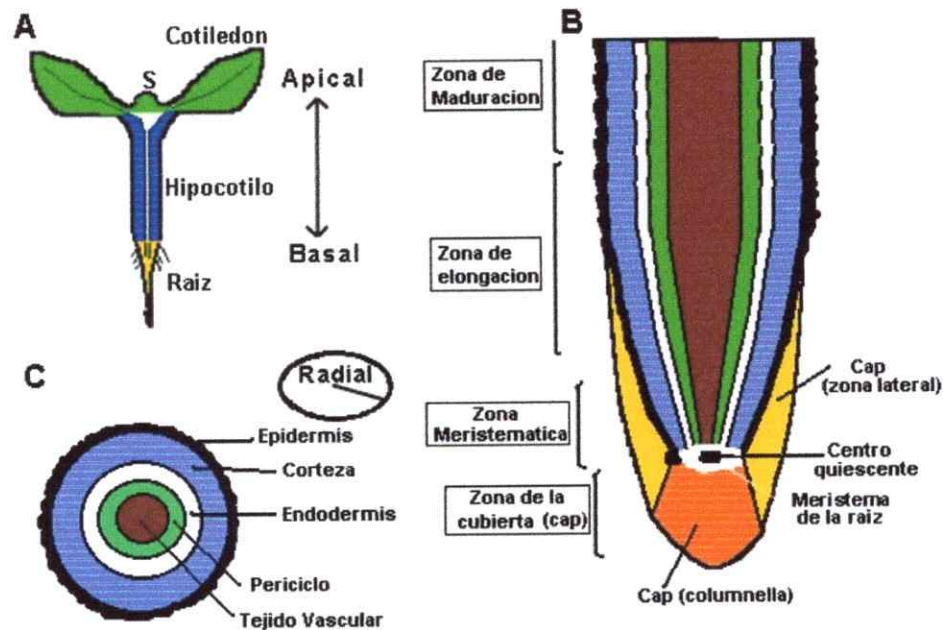 A
Cotiledon
S
Apical
Hipocotilo
Basal
Raiz
B
Zona de
Maduracion
Zona de
elongacion
Zona
Meristematica
Zona de la
cubierta (cap)
Cap
(zona lateral)
Centro
quiescente
Meristema
de la raiz
Cap (columnella)
C
Radial
Epidermis
Corteza
Endodermis
Periciclo
Tejido Vascular